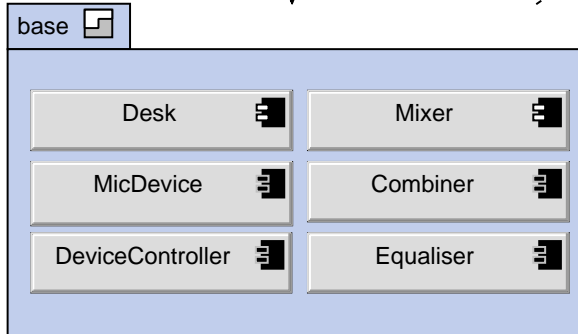 base
Desk
Mixer
MicDevice
Combiner
DeviceController
Equaliser